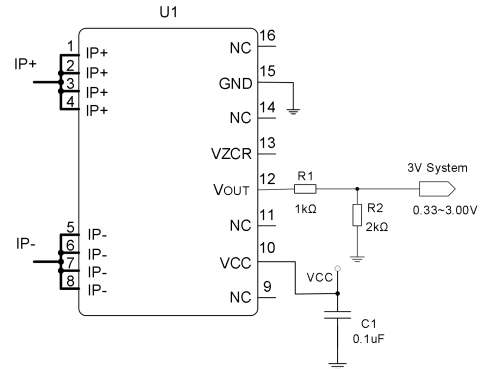 U1
IP+
1 IP+
2 IP+
3 IP+
4 IP+
IP-
5 IP-
6 IP-
7 IP-
8 IP-
NC 16
GND 15
NC 14
VZCR 13
VOUT 12
NC 11
VCC 10
NC 9
R1
1kΩ
R2
2kΩ
3V System
0.33~3.00V
VCC
C1
0.1uF